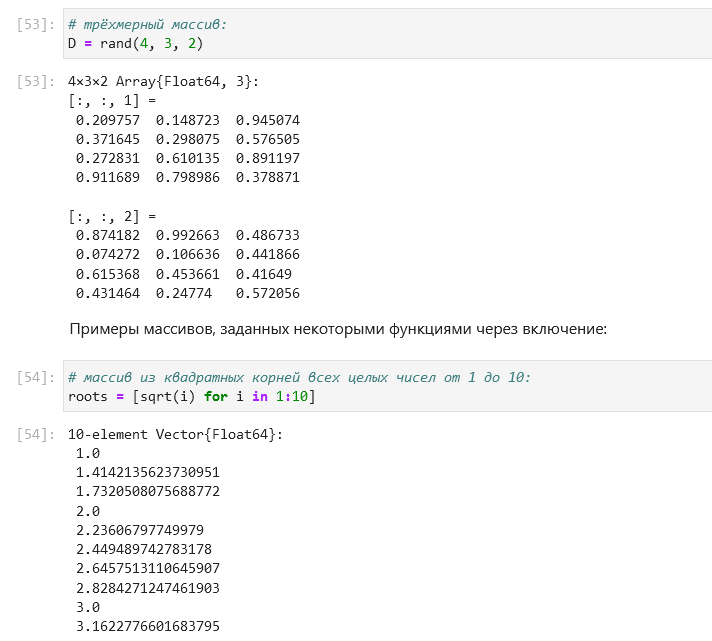 [53]: # трёхмерный массив:
D = rand(4, 3, 2)
[53]: 4×3×2 Array{Float64, 3}:
[:, :, 1] =
0.209757 0.148723 0.945074
0.371645 0.298075 0.576505
0.272831 0.610135 0.891197
0.911689 0.798986 0.378871
[:, :, 2] =
0.874182 0.992663 0.486733
0.074272 0.106636 0.441866
0.615368 0.453661 0.41649
0.431464 0.24774 0.572056
Примеры массивов, заданных некоторыми функциями через включение:
[54]: # массив из квадратных корней всех целых чисел от 1 до 10:
roots = [sqrt(i) for i in 1:10]
[54]: 10-element Vector{Float64}:
1.0
1.4142135623730951
1.7320508075688772
2.0
2.23606797749979
2.449489742783178
2.6457513110645907
2.8284271247461903
3.0
3.1622776601683795